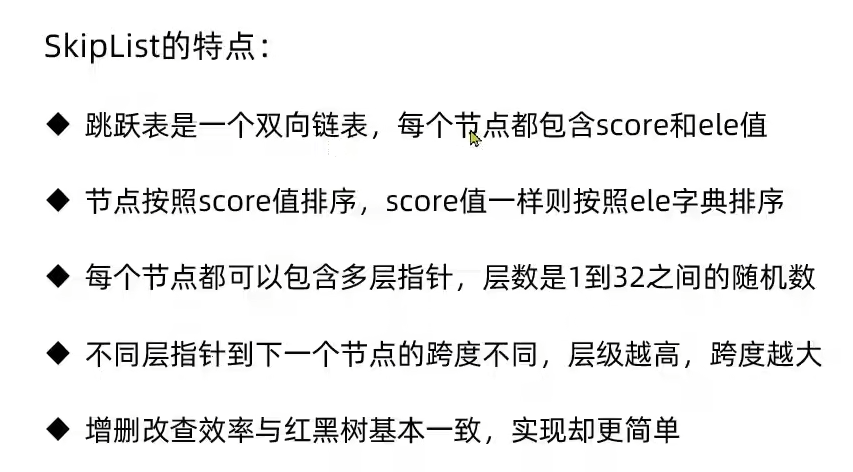 SkipList的特点：
◆ 跳跃表是一个双向链表，每个节点都包含score和ele值
◆ 节点按照score值排序，score值一样则按照ele字典排序
◆ 每个节点都可以包含多层指针，层数是1到32之间的随机数
◆ 不同层指针到下一个节点的跨度不同，层级越高，跨度越大
◆ 增删改查效率与红黑树基本一致，实现却更简单